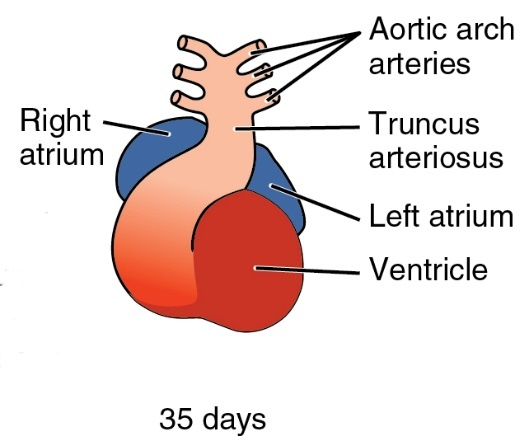 Aortic arch
arteries
Right
atrium
Truncus
arteriosus
Left atrium
Ventricle
35 days